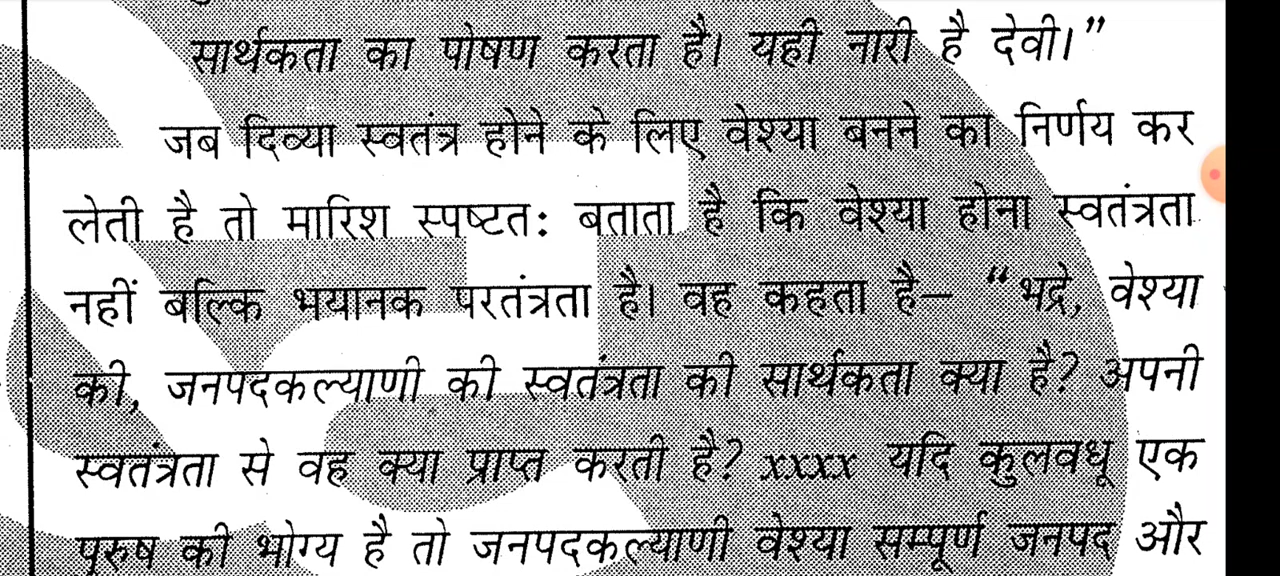 सार्थकता का पोषण करता है। यही नारी है देवी।”
जब दिव्या स्वतंत्र होने के लिए वेश्या बनने का निर्णय कर
लेती है तो मारिश स्पष्टतः बताता है कि वेश्या होना स्वतंत्रता
नहीं बल्कि भयानक परतंत्रता है। वह कहता है– “भद्रे, वेश्या
की, जनपदकल्याणी की स्वतंत्रता की सार्थकता क्या है? अपनी
स्वतंत्रता से वह क्या प्राप्त करती है? xxxx यदि कुलवधू एक
पुरुष की भोग्य है तो जनपदकल्याणी वेश्या सम्पूर्ण जनपद और